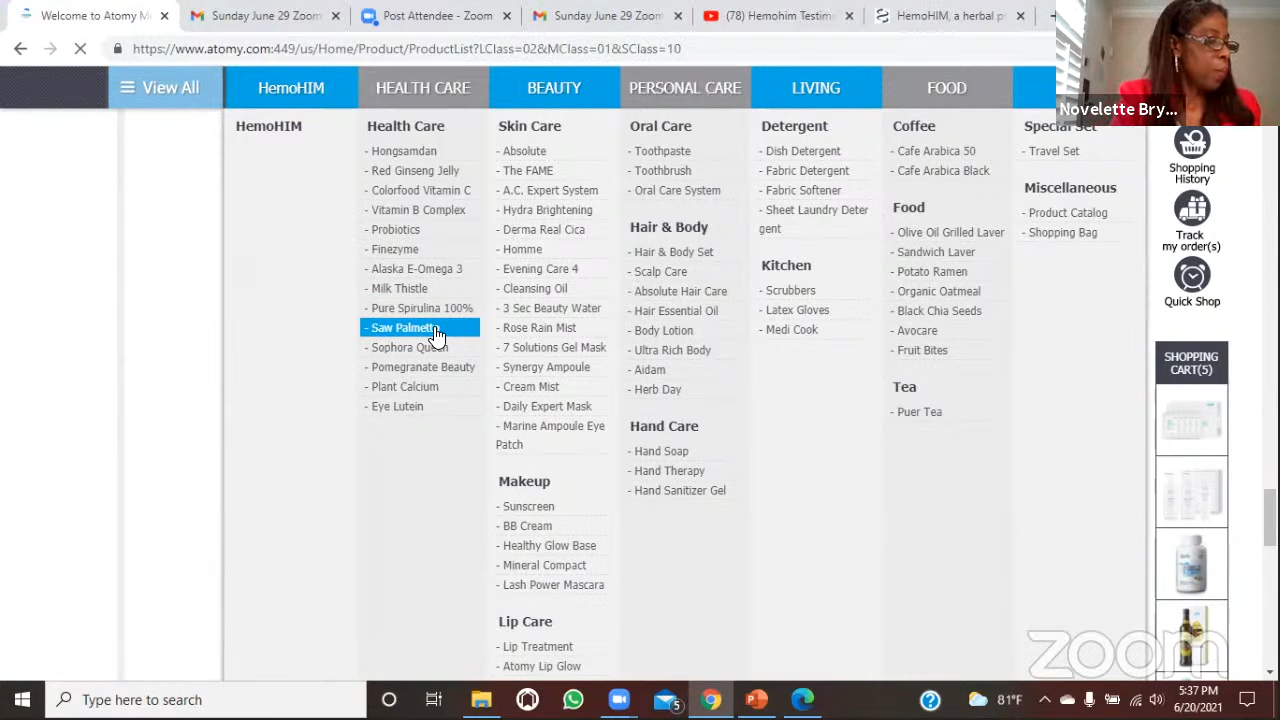 Welcome to Atomy M
Sunday June 29 Zoom
Post Attendee - Zoom
Sunday June 29 Zoom
(78) Hemohim Testime
HemoHIM, a herbal p
https://www.atomy.com:449/us/Home/Product/ProductList?LClass=02&MClass=01&SClass=10
Novelette Bry...
View All
HemoHIM
HEALTH CARE
BEAUTY
PERSONAL CARE
LIVING
FOOD
HemoHIM
Health Care
- Hongsamdan
- Red Ginseng Jelly
- Colorfood Vitamin C
- Vitamin B Complex
- Probiotics
- Finezyme
- Alaska E-Omega 3
- Milk Thistle
- Pure Spirulina 100%
- Saw Palmetto
- Sophora Queen
- Pomegranate Beauty
- Plant Calcium
- Eye Lutein
Skin Care
- Absolute
- The FAME
- A.C. Expert System
- Hydra Brightening
- Derma Real Cica
- Homme
- Evening Care 4
- Cleansing Oil
- 3 Sec Beauty Water
- Rose Rain Mist
- 7 Solutions Gel Mask
- Synergy Ampoule
- Cream Mist
- Daily Expert Mask
- Marine Ampoule Eye
Patch
Makeup
- Sunscreen
- BB Cream
- Healthy Glow Base
- Mineral Compact
- Lash Power Mascara
Lip Care
- Lip Treatment
- Atomy Lip Glow
Oral Care
- Toothpaste
- Toothbrush
- Oral Care System
Hair & Body
- Hair & Body Set
- Scalp Care
- Absolute Hair Care
- Hair Essential Oil
- Body Lotion
- Ultra Rich Body
- Aidam
- Herb Day
Hand Care
- Hand Soap
- Hand Therapy
- Hand Sanitizer Gel
Detergent
- Dish Detergent
- Fabric Detergent
- Fabric Softener
- Sheet Laundry Deter
gent
Kitchen
- Scrubbers
- Latex Gloves
- Medi Cook
Coffee
- Cafe Arabica 50
- Cafe Arabica Black
Food
- Olive Oil Grilled Laver
- Sandwich Laver
- Potato Ramen
- Organic Oatmeal
- Black Chia Seeds
- Avocare
- Fruit Bites
Tea
- Puer Tea
Special Set
- Travel Set
Miscellaneous
- Product Catalog
- Shopping Bag
Shopping
History
Track
my order(s)
Quick Shop
SHOPPING
CART(5)
zoom
Type here to search
5
81°F
5:37 PM
6/20/2021